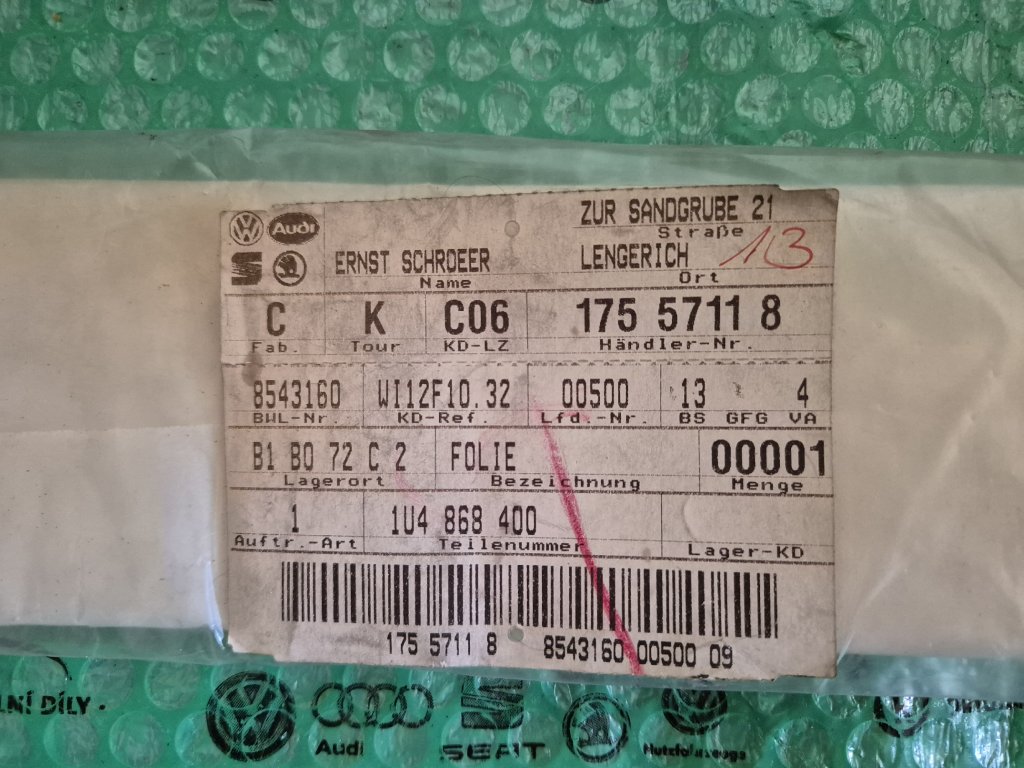 ZUR SANDGRUBE 21
Straße
Audi
ERNST SCHROEER
LENGERICH
13
Name
Ort
C K C06 175 5711 8
Fab. Tour KD-LZ Händler-Nr.
8543160 WI12F10.32 00500 13 4
BWL-Nr. KD-Ref. Lfd.-Nr. BS GFG VA
B1 B0 72 C 2 FOLIE 00001
Lagerort Bezeichnung Menge
1 1U4 868 400
Auftr.-Art Teilenummer Lager-KD
175 5711 8 8543160 00500 09
LNÍ DÍLY ·
Audi SEAT Nutzfahrzeuge